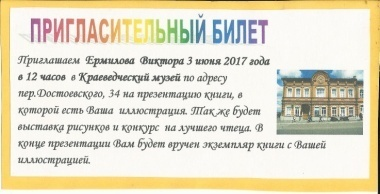 ПРИГЛАСИТЕЛЬНЫЙ БИЛЕТ
Приглашаем Ермилова Виктора 3 июня 2017 года
в 12 часов в Краеведческий музей по адресу
пер.Достоевского, 34 на презентацию книги, в
которой есть Ваша иллюстрация. Так же будет
выставка рисунков и конкурс на лучшего чтеца. В
конце презентации Вам будет вручен экземпляр книги с Вашей
иллюстрацией.